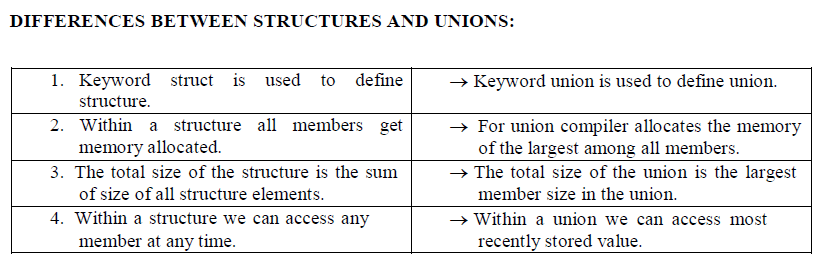 DIFFERENCES BETWEEN STRUCTURES AND UNIONS:
1. Keyword struct is used to define
structure.
→ Keyword union is used to define union.
2. Within a structure all members get
memory allocated.
→ For union compiler allocates the memory
of the largest among all members.
3. The total size of the structure is the sum
of size of all structure elements.
→ The total size of the union is the largest
member size in the union.
4. Within a structure we can access any
member at any time.
→ Within a union we can access most
recently stored value.